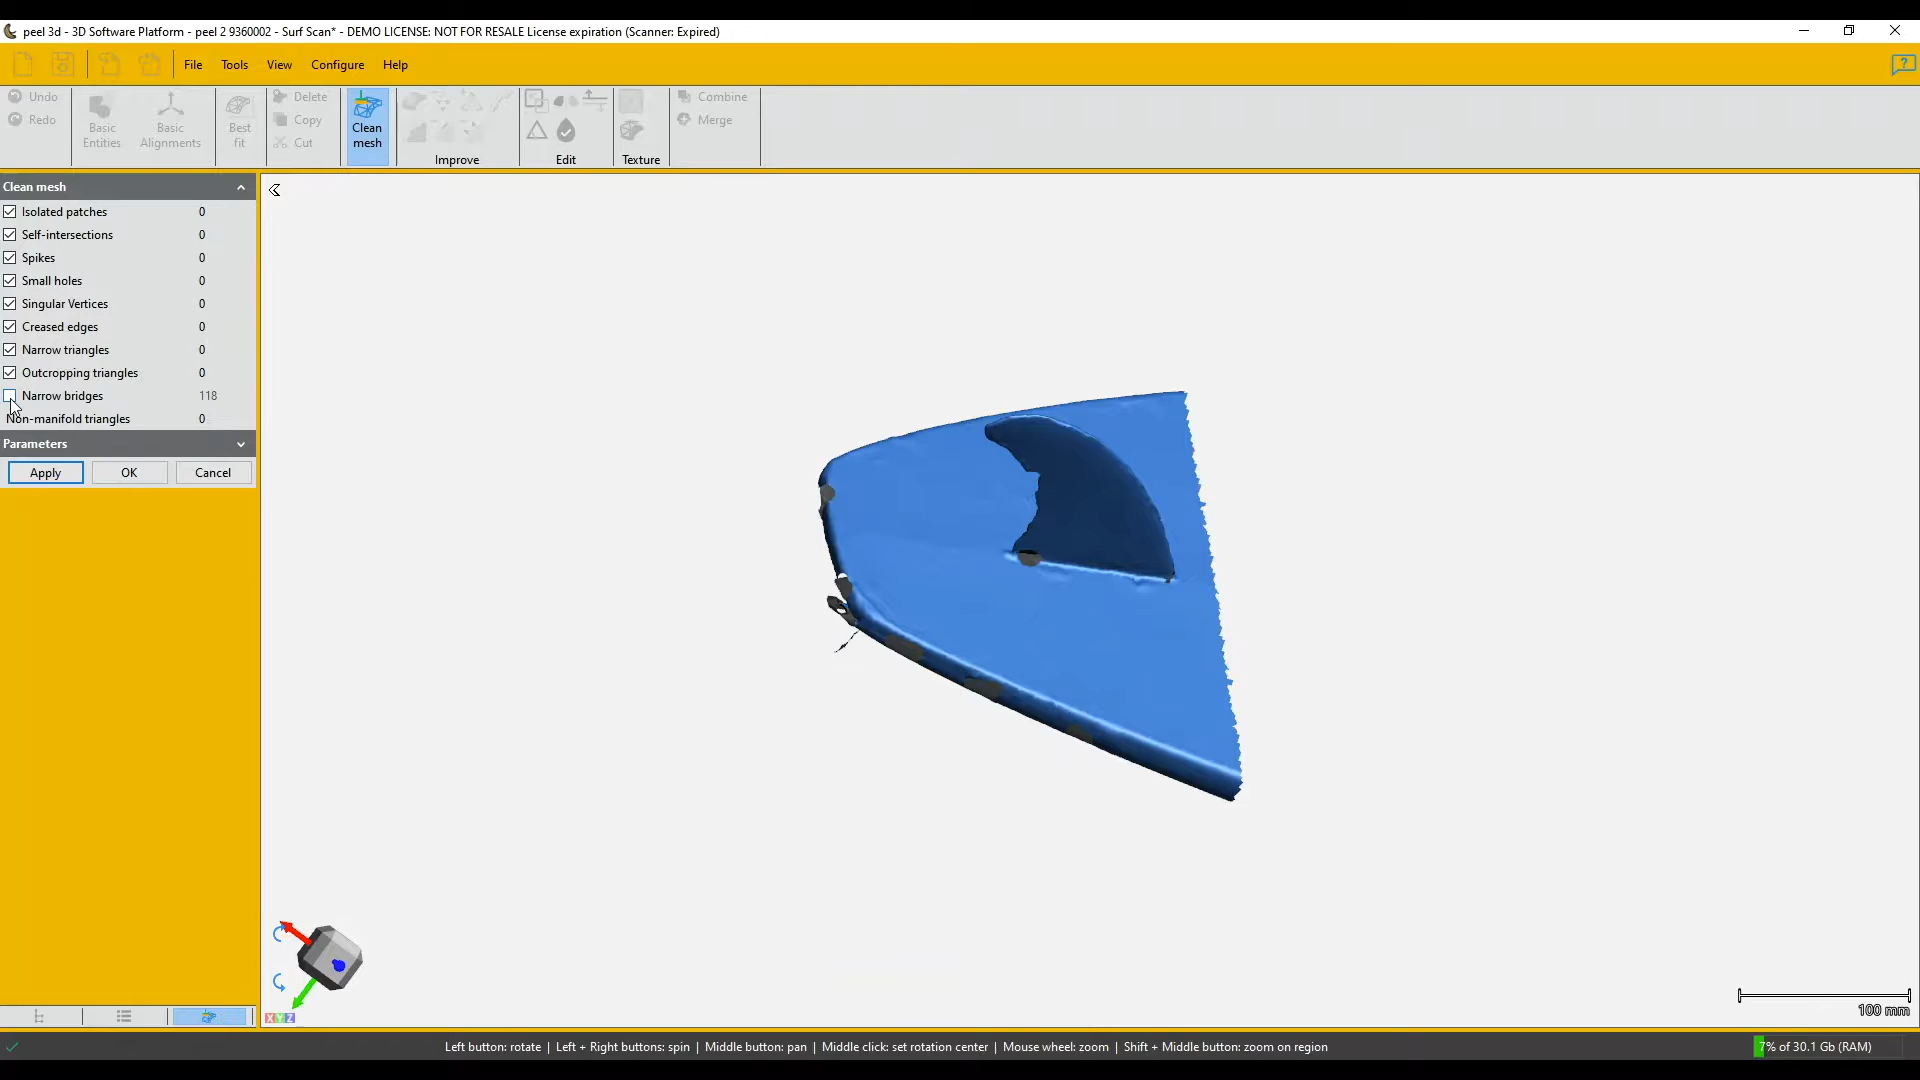 peel 3d - 3D Software Platform - peel 2 9360002 - Surf Scan* - DEMO LICENSE: NOT FOR RESALE License expiration (Scanner: Expired)
File Tools View Configure Help
Undo
Redo
Basic Entities
Basic Alignments
Best fit
Delete
Copy
Cut
Clean mesh
Improve
Edit
Texture
Combine
Merge
Clean mesh
Isolated patches 0
Self-intersections 0
Spikes 0
Small holes 0
Singular Vertices 0
Creased edges 0
Narrow triangles 0
Outcropping triangles 0
Narrow bridges 118
Non-manifold triangles 0
Parameters
Apply OK Cancel
XYZ
100 mm
Left button: rotate | Left + Right buttons: spin | Middle button: pan | Middle click: set rotation center | Mouse wheel: zoom | Shift + Middle button: zoom on region
7% of 30.1 Gb (RAM)